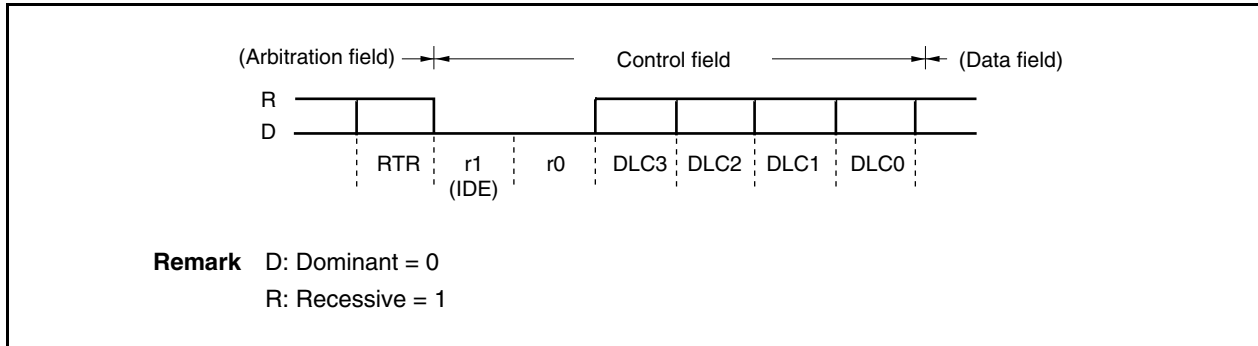 (Arbitration field) Control field (Data field)
R
D
RTR r1 r0 DLC3 DLC2 DLC1 DLC0
(IDE)
Remark D: Dominant = 0
R: Recessive = 1